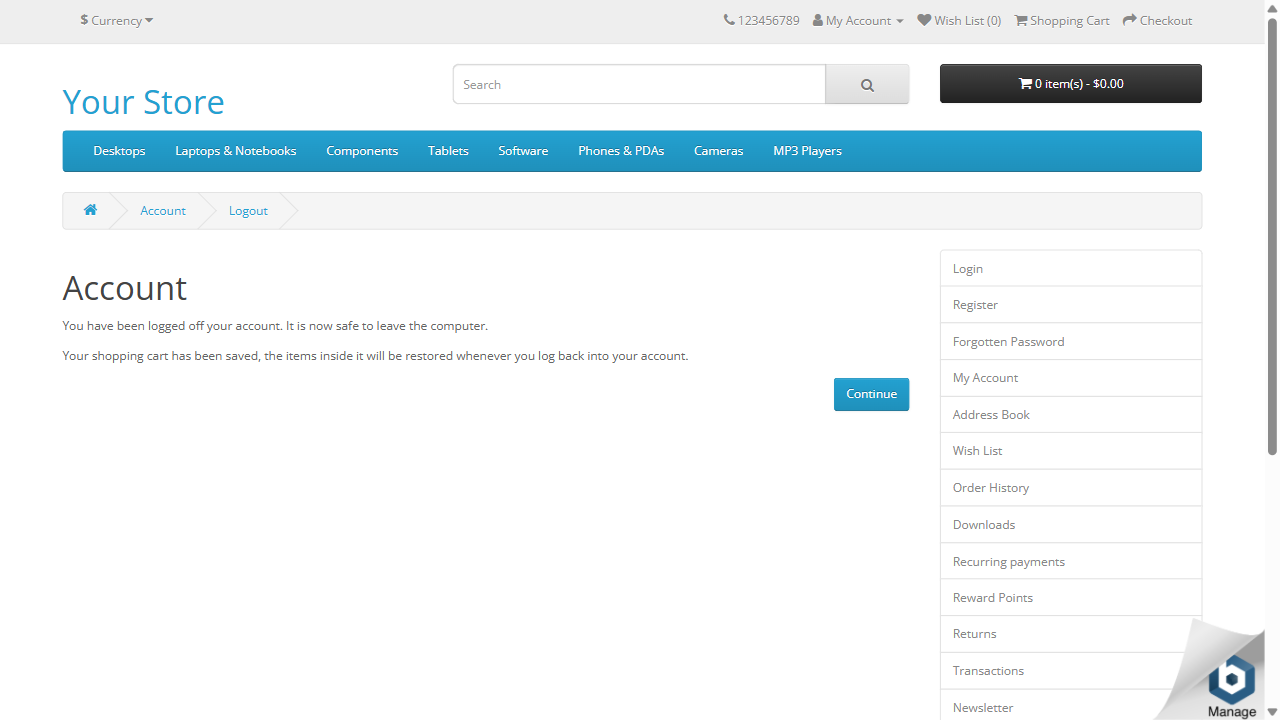 $ Currency
123456789
My Account
Wish List (0)
Shopping Cart
Checkout
Your Store
Search
0 item(s) - $0.00
Desktops
Laptops & Notebooks
Components
Tablets
Software
Phones & PDAs
Cameras
MP3 Players
Account
Logout
Account
You have been logged off your account. It is now safe to leave the computer.
Your shopping cart has been saved, the items inside it will be restored whenever you log back into your account.
Continue
Login
Register
Forgotten Password
My Account
Address Book
Wish List
Order History
Downloads
Recurring payments
Reward Points
Returns
Transactions
Newsletter
Manage